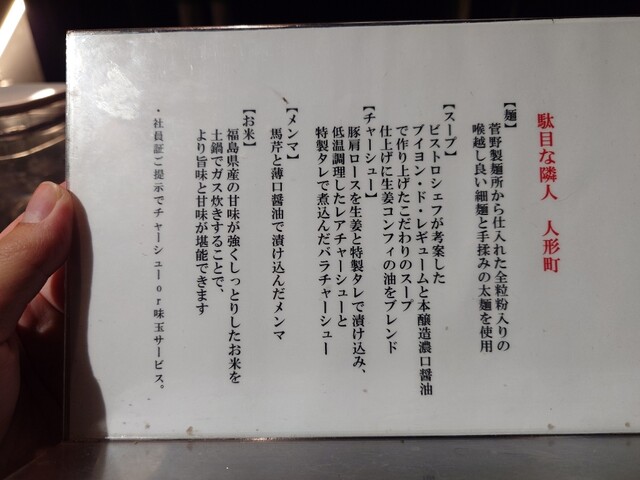 駄目な隣人　人形町
【麺】
菅野製麺所から仕入れた全粒粉入りの
喉越し良い細麺と手揉みの太麺を使用
【スープ】
ビストロシェフが考案した
ブイヨン・ド・レギュームと本醸造濃口醤油
で作り上げたこだわりのスープ
仕上げに生姜コンフィの油をブレンド
【チャーシュー】
豚肩ロースを生姜と特製タレで漬け込み、
低温調理したレアチャーシューと
特製タレで煮込んだバラチャーシュー
【メンマ】
馬芹と薄口醤油で漬け込んだメンマ
【お米】
福島県産の甘味が強くしっとりしたお米を
土鍋でガス炊きすることで、
より旨味と甘味が堪能できます
・社員証ご提示でチャーシューor味玉サービス。